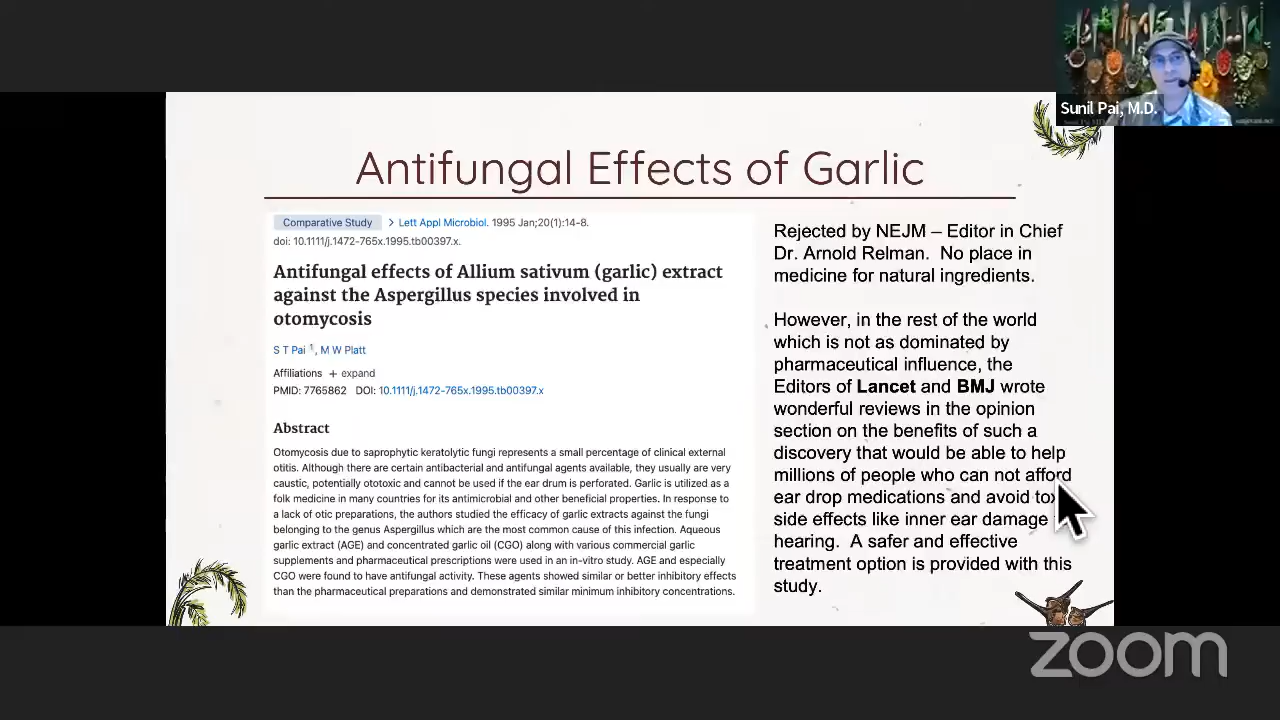 Sunil Pai, M.D.
Antifungal Effects of Garlic
Comparative Study > Lett Appl Microbiol. 1995 Jan;20(1):14-8.
doi: 10.1111/j.1472-765x.1995.tb00397.x.
Antifungal effects of Allium sativum (garlic) extract
against the Aspergillus species involved in
otomycosis
S T Pai 1, M W Platt
Affiliations + expand
PMID: 7765862 DOI: 10.1111/j.1472-765x.1995.tb00397.x
Abstract
Otomycosis due to saprophytic keratolytic fungi represents a small percentage of clinical external
otitis. Although there are certain antibacterial and antifungal agents available, they usually are very
caustic, potentially ototoxic and cannot be used if the ear drum is perforated. Garlic is utilized as a
folk medicine in many countries for its antimicrobial and other beneficial properties. In response to
a lack of otic preparations, the authors studied the efficacy of garlic extracts against the fungi
belonging to the genus Aspergillus which are the most common cause of this infection. Aqueous
garlic extract (AGE) and concentrated garlic oil (CGO) along with various commercial garlic
supplements and pharmaceutical prescriptions were used in an in-vitro study. AGE and especially
CGO were found to have antifungal activity. These agents showed similar or better inhibitory effects
than the pharmaceutical preparations and demonstrated similar minimum inhibitory concentrations.
Rejected by NEJM – Editor in Chief
Dr. Arnold Relman. No place in
medicine for natural ingredients.
However, in the rest of the world
which is not as dominated by
pharmaceutical influence, the
Editors of Lancet and BMJ wrote
wonderful reviews in the opinion
section on the benefits of such a
discovery that would be able to help
millions of people who can not afford
ear drop medications and avoid
side effects like inner ear damage
hearing. A safer and effective
treatment option is provided with this
study.
zoom